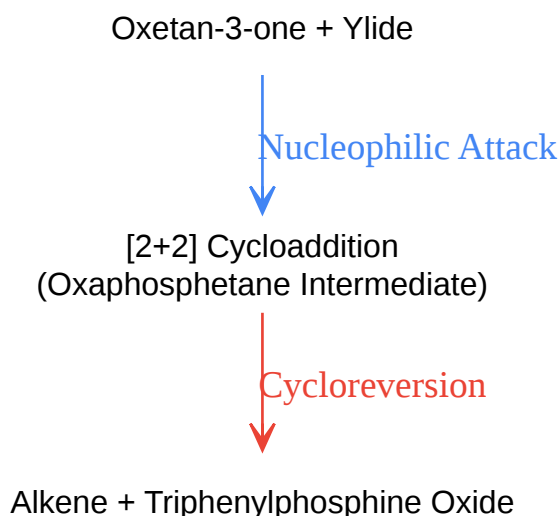 Oxetan-3-one + Ylide
Nucleophilic Attack
[2+2] Cycloaddition
(Oxaphosphetane Intermediate)
Cycloreversion
Alkene + Triphenylphosphine Oxide